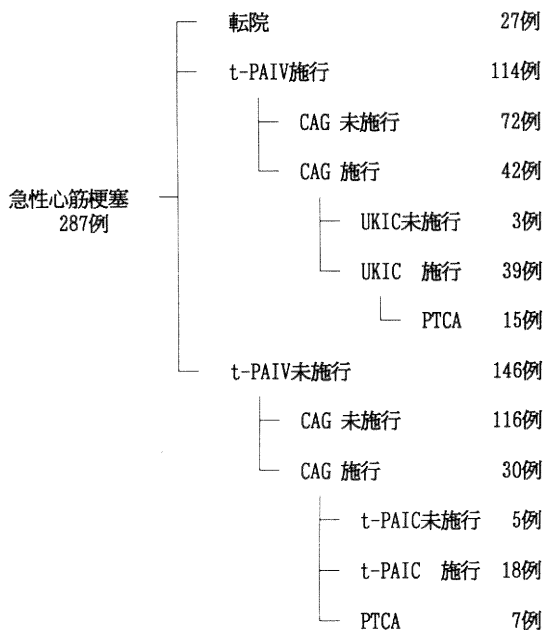 転院 27例
t-PAIV施行 114例
CAG 未施行 72例
CAG 施行 42例
急性心筋梗塞
287例
UKIC未施行 3例
UKIC 施行 39例
PTCA 15例
t-PAIV未施行 146例
CAG 未施行 116例
CAG 施行 30例
t-PAIC未施行 5例
t-PAIC 施行 18例
PTCA 7例